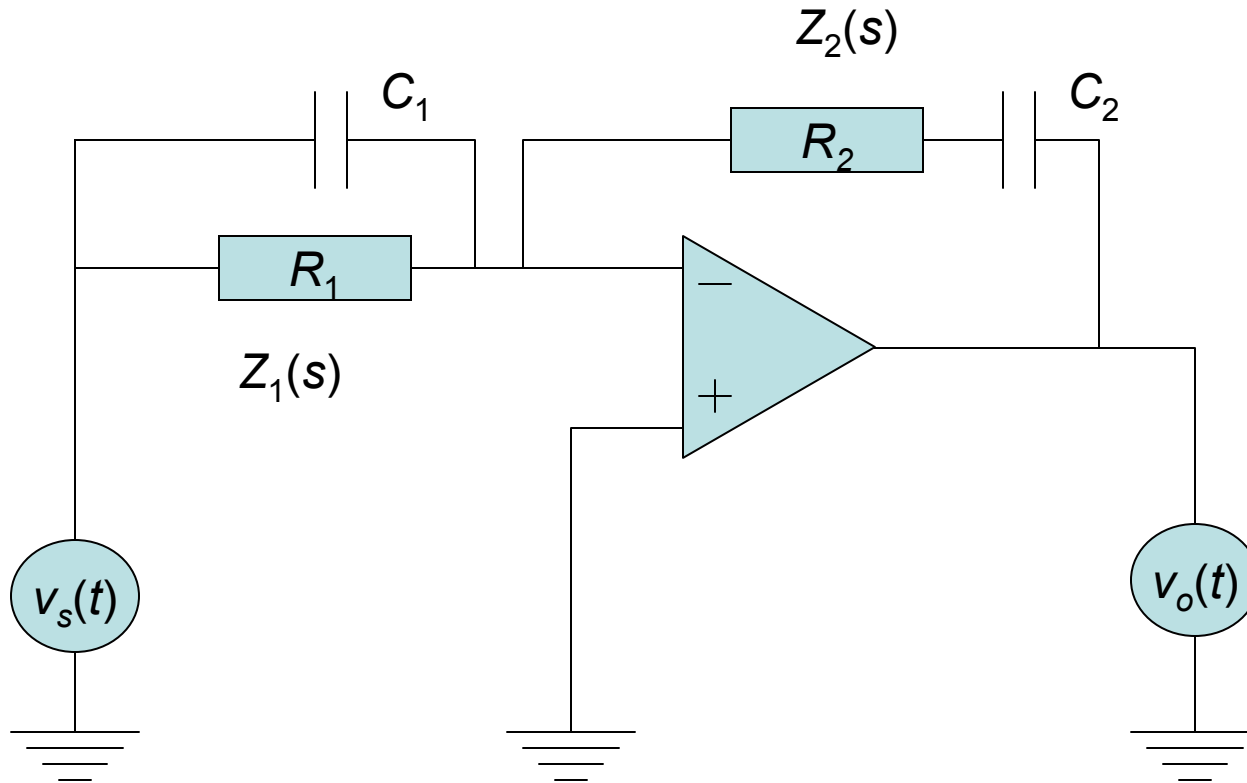 Z₂(s)
C₁
C₂
R₂
R₁
−
Z₁(s)
+
vₛ(t)
vₒ(t)